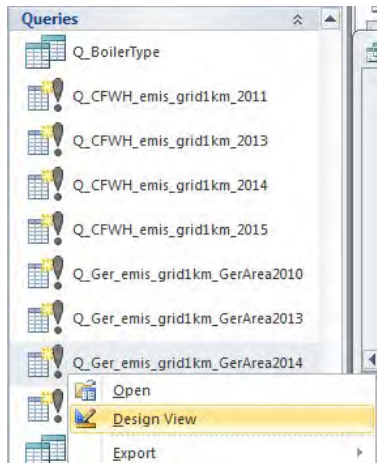 Queries
Q_BoilerType
Q_CFWH_emis_grid1km_2011
Q_CFWH_emis_grid1km_2013
Q_CFWH_emis_grid1km_2014
Q_CFWH_emis_grid1km_2015
Q_Ger_emis_grid1km_GerArea2010
Q_Ger_emis_grid1km_GerArea2013
Q_Ger_emis_grid1km_GerArea2014
Open
Design View
Export